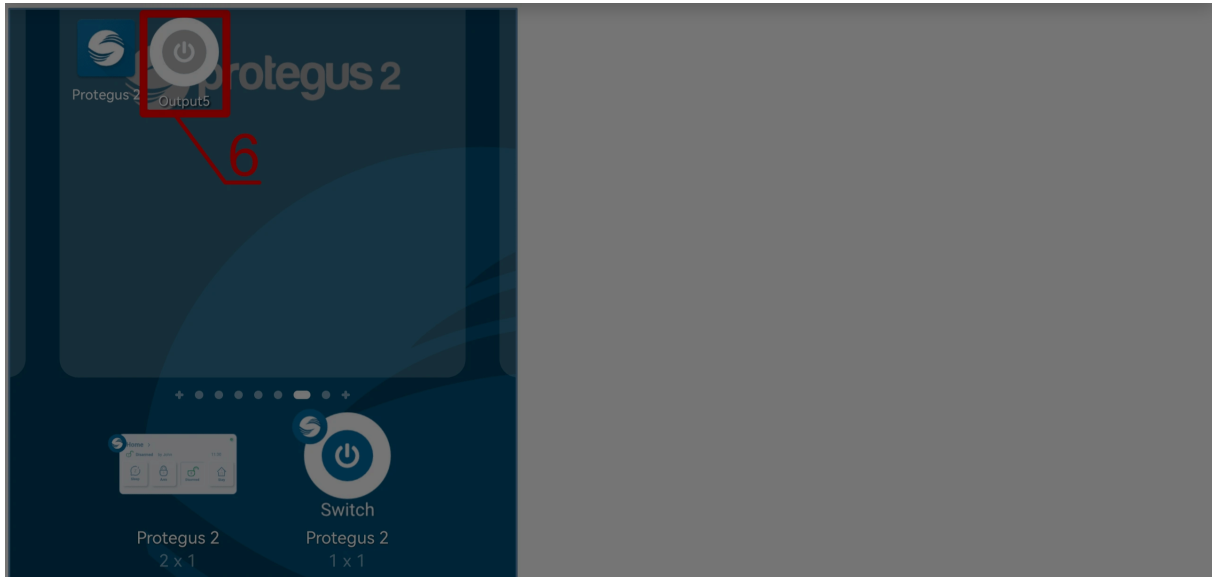 protegus 2
Protegus 2
Output5
6
Home >
Switch
Protegus 2
Protegus 2
2 x 1
1 x 1